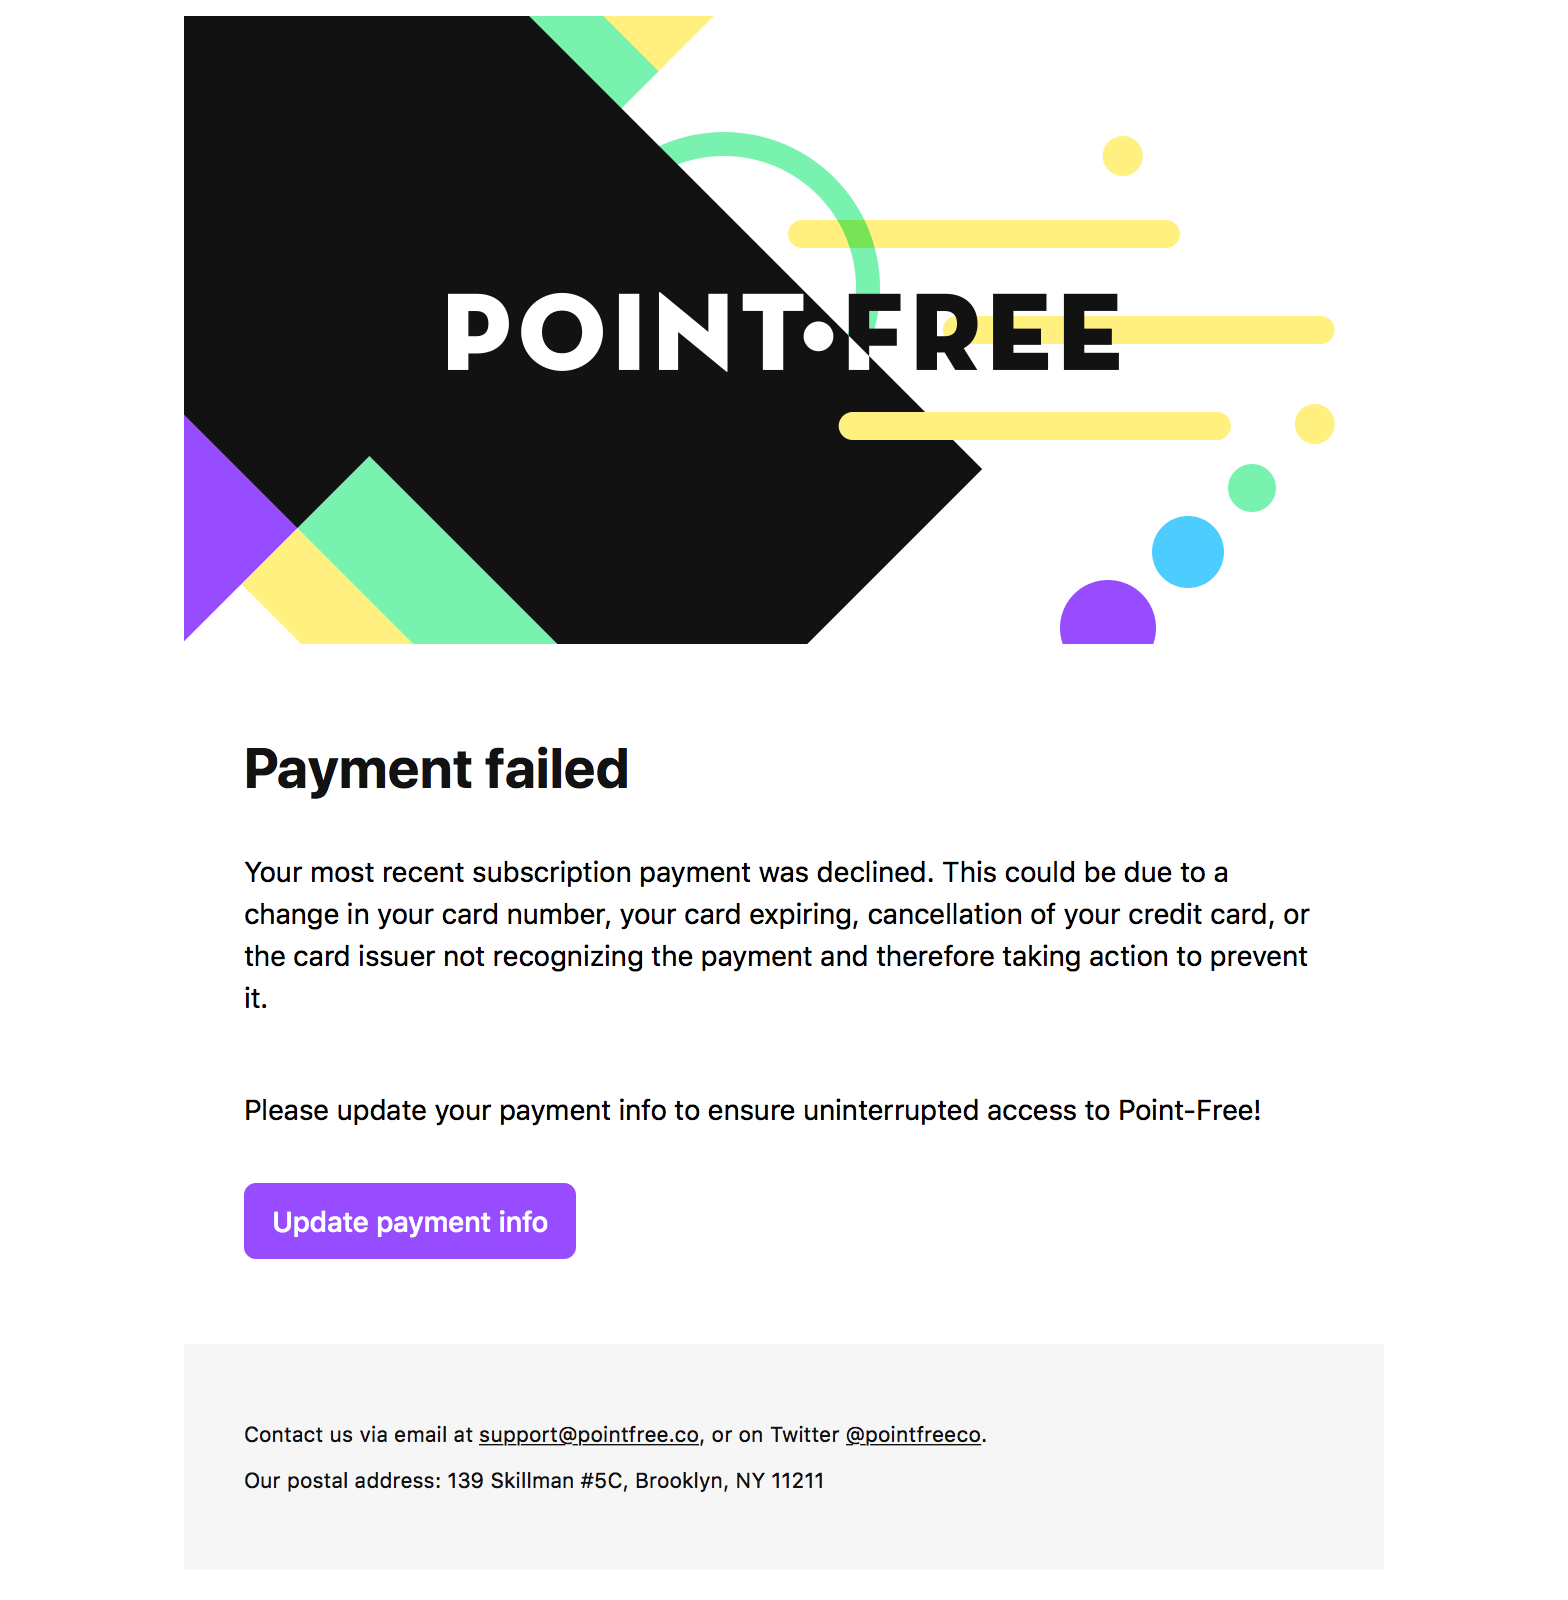 POINT•FREE
Payment failed
Your most recent subscription payment was declined. This could be due to a
change in your card number, your card expiring, cancellation of your credit card, or
the card issuer not recognizing the payment and therefore taking action to prevent
it.
Please update your payment info to ensure uninterrupted access to Point-Free!
Update payment info
Contact us via email at support@pointfree.co, or on Twitter @pointfreeco.
Our postal address: 139 Skillman #5C, Brooklyn, NY 11211